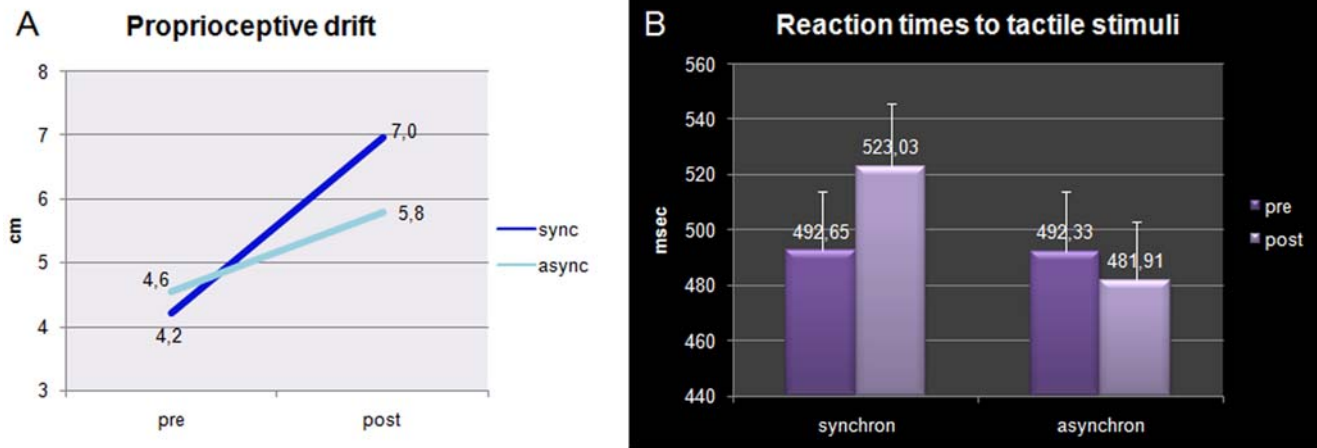 A
Proprioceptive drift
8
7
6
5
4
3
cm
7,0
5,8
4,6
4,2
pre
post
sync
async
B
Reaction times to tactile stimuli
560
540
520
500
480
460
440
msec
523,03
492,65
492,33
481,91
synchron
asynchron
pre
post